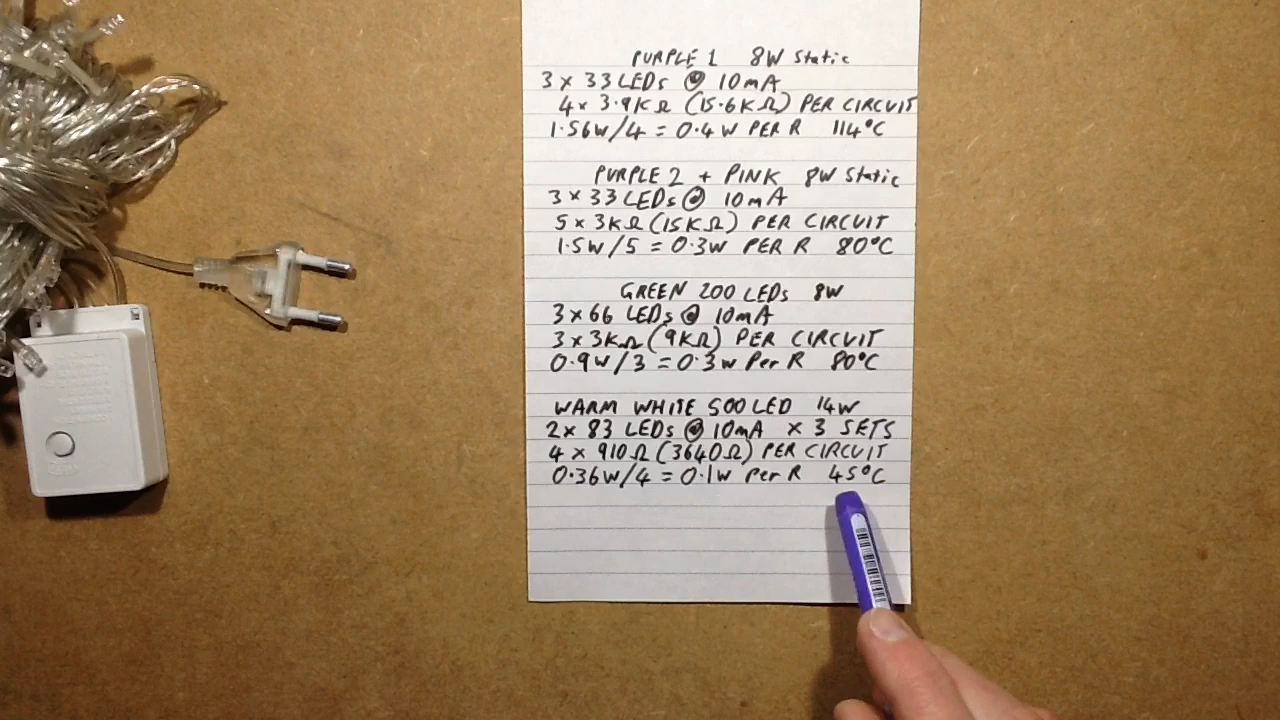 PURPLE 1 8W Static
3 x 33 LEDs @ 10mA
4 x 3.9KΩ (15.6KΩ) PER CIRCUIT
1.56W/4 = 0.4W PER R 114°C
PURPLE 2 + PINK 8W Static
3 x 33 LEDs @ 10mA
5 x 3KΩ (15KΩ) PER CIRCUIT
1.5W/5 = 0.3W PER R 80°C
GREEN 200 LEDs 8W
3 x 66 LEDs @ 10mA
3 x 3KΩ (9KΩ) PER CIRCUIT
0.9W/3 = 0.3W Per R 80°C
WARM WHITE 500 LED 14W
2 x 83 LEDs @ 10mA x 3 SETS
4 x 910Ω (3640Ω) PER CIRCUIT
0.36W/4 = 0.1W Per R 45°C